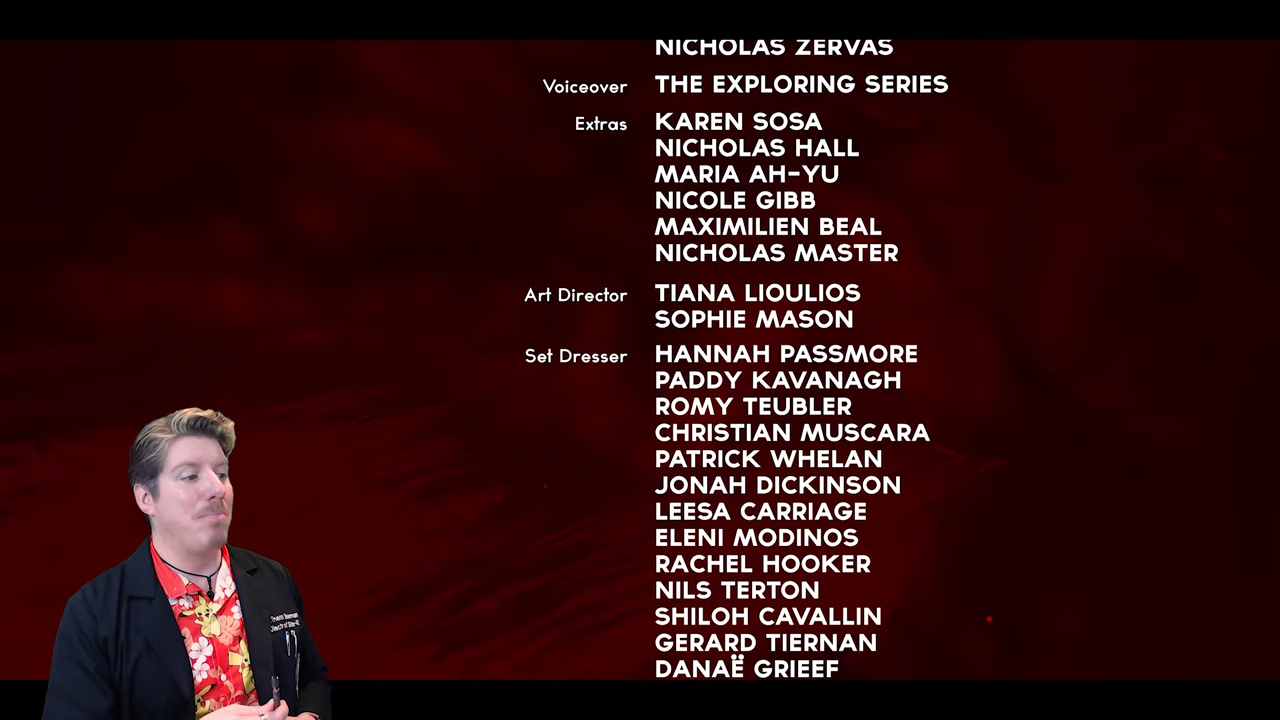 NICHOLAS ZERVAS
Voiceover THE EXPLORING SERIES
Extras KAREN SOSA
NICHOLAS HALL
MARIA AH-YU
NICOLE GIBB
MAXIMILIEN BEAL
NICHOLAS MASTER
Art Director TIANA LIOULIOS
SOPHIE MASON
Set Dresser HANNAH PASSMORE
PADDY KAVANAGH
ROMY TEUBLER
CHRISTIAN MUSCARA
PATRICK WHELAN
JONAH DICKINSON
LEESA CARRIAGE
ELENI MODINOS
RACHEL HOOKER
NILS TERTON
SHILOH CAVALLIN
GERARD TIERNAN
DANAË GRIEEF